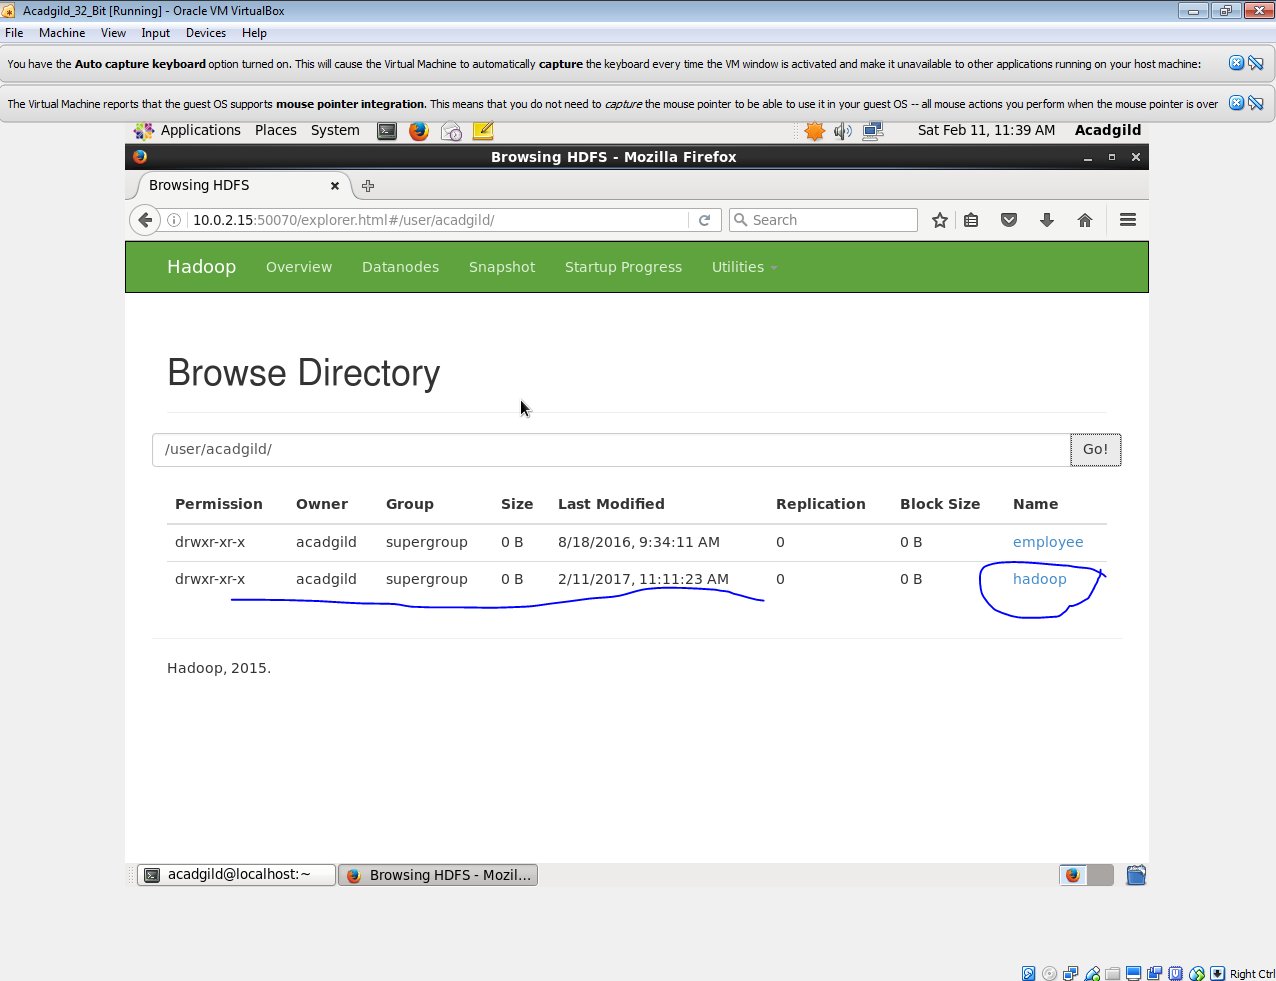 Acadgild_32_Bit [Running] - Oracle VM VirtualBox
File Machine View Input Devices Help
You have the Auto capture keyboard option turned on. This will cause the Virtual Machine to automatically capture the keyboard every time the VM window is activated and make it unavailable to other applications running on your host machine:
The Virtual Machine reports that the guest OS supports mouse pointer integration. This means that you do not need to capture the mouse pointer to be able to use it in your guest OS -- all mouse actions you perform when the mouse pointer is over
Applications Places System Sat Feb 11, 11:39 AM Acadgild
Browsing HDFS - Mozilla Firefox
Browsing HDFS
10.0.2.15:50070/explorer.html#/user/acadgild/ Search
Hadoop Overview Datanodes Snapshot Startup Progress Utilities
Browse Directory
/user/acadgild/ Go!
Permission Owner Group Size Last Modified Replication Block Size Name
drwxr-xr-x acadgild supergroup 0 B 8/18/2016, 9:34:11 AM 0 0 B employee
drwxr-xr-x acadgild supergroup 0 B 2/11/2017, 11:11:23 AM 0 0 B hadoop
Hadoop, 2015.
acadgild@localhost:~ Browsing HDFS - Mozil...
Right Ctrl